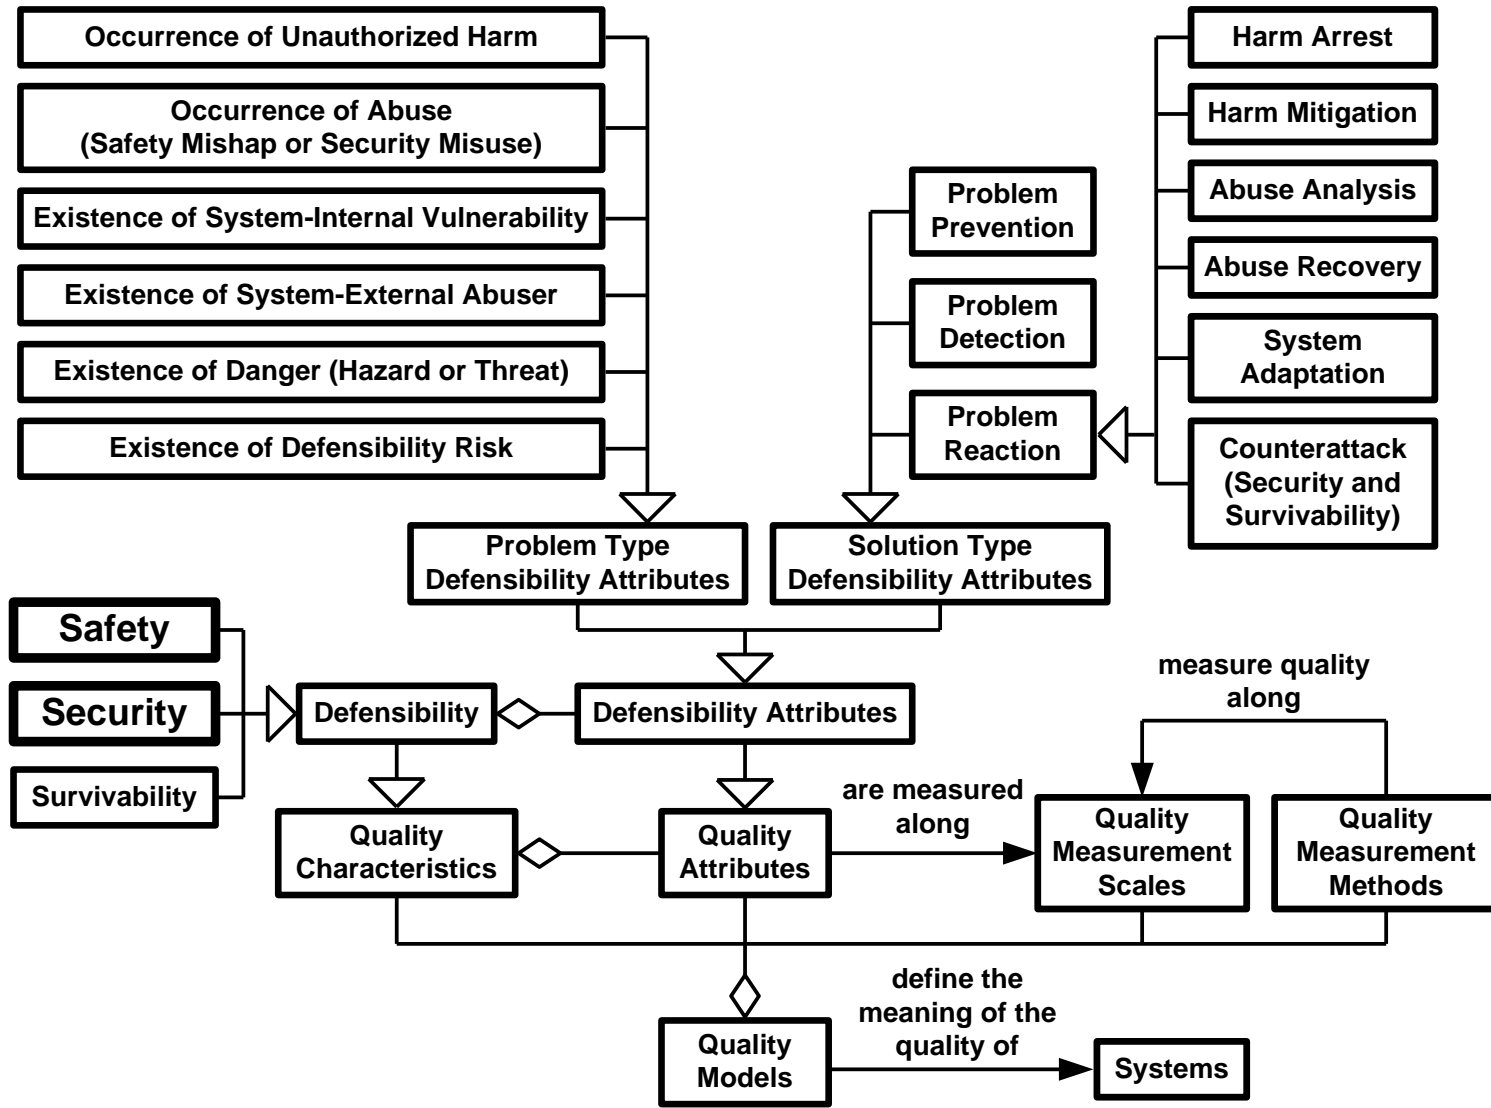 Occurrence of Unauthorized Harm
Occurrence of Abuse
(Safety Mishap or Security Misuse)
Existence of System-Internal Vulnerability
Existence of System-External Abuser
Existence of Danger (Hazard or Threat)
Existence of Defensibility Risk
Problem
Prevention
Problem
Detection
Problem
Reaction
Harm Arrest
Harm Mitigation
Abuse Analysis
Abuse Recovery
System
Adaptation
Counterattack
(Security and
Survivability)
Problem Type
Defensibility Attributes
Solution Type
Defensibility Attributes
Safety
Security
Survivability
Defensibility
Defensibility Attributes
measure quality
along
Quality
Characteristics
Quality
Attributes
are measured
along
Quality
Measurement
Scales
Quality
Measurement
Methods
define the
meaning of the
quality of
Quality
Models
Systems